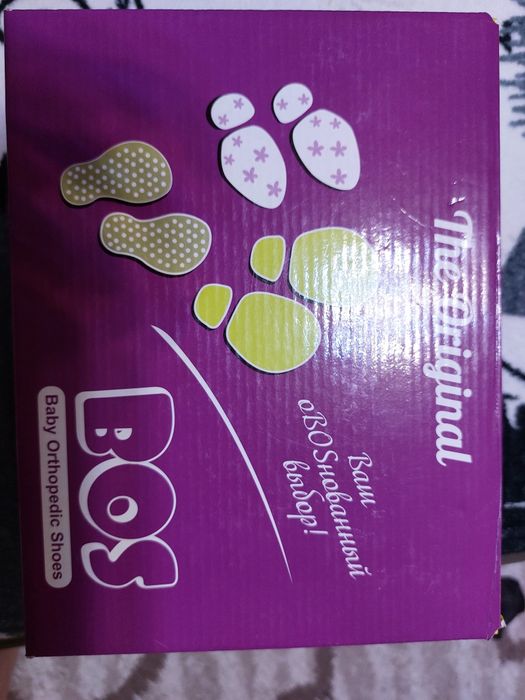 The Original
Ваш
оBOSнованный
выбор!
BOS
Baby Orthopedic Shoes